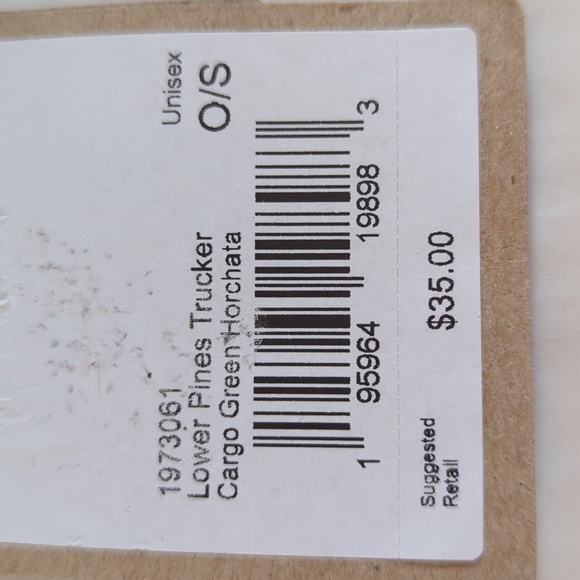 1973061
Unisex
Lower Pines Trucker
O/S
Cargo Green Horchata
1 95964 19898 3
Suggested
Retail
$35.00